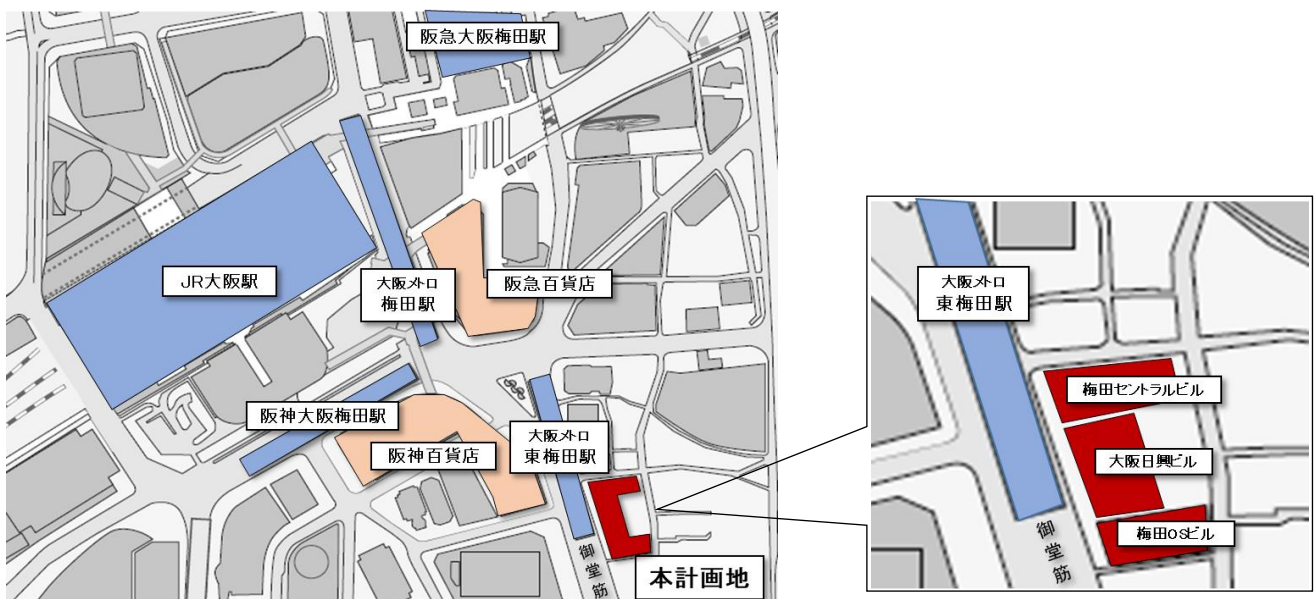 阪急大阪梅田駅
JR大阪駅
大阪メトロ
梅田駅
阪急百貨店
阪神大阪梅田駅
阪神百貨店
大阪メトロ
東梅田駅
御堂筋
本計画地
大阪メトロ
東梅田駅
梅田セントラルビル
大阪日興ビル
梅田OSビル
御堂筋